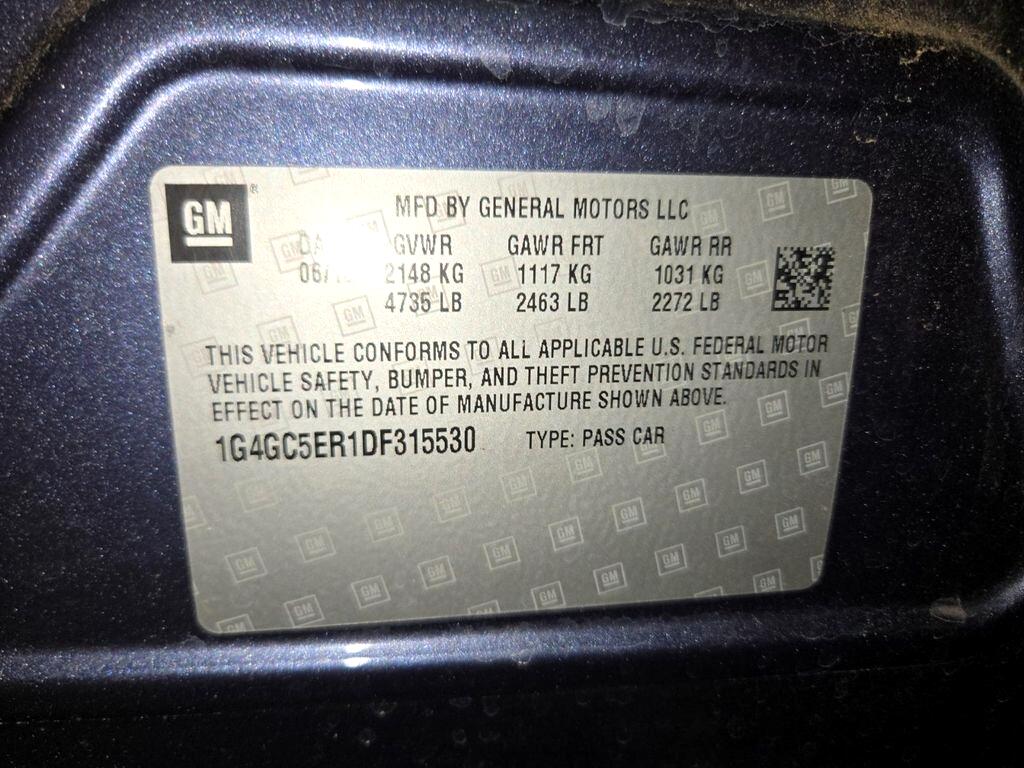 GM ®
MFD BY GENERAL MOTORS LLC
GVWR GAWR FRT GAWR RR
2148 KG 1117 KG 1031 KG
4735 LB 2463 LB 2272 LB
THIS VEHICLE CONFORMS TO ALL APPLICABLE U.S. FEDERAL MOTOR
VEHICLE SAFETY, BUMPER, AND THEFT PREVENTION STANDARDS IN
EFFECT ON THE DATE OF MANUFACTURE SHOWN ABOVE.
1G4GC5ER1DF315530 TYPE: PASS CAR